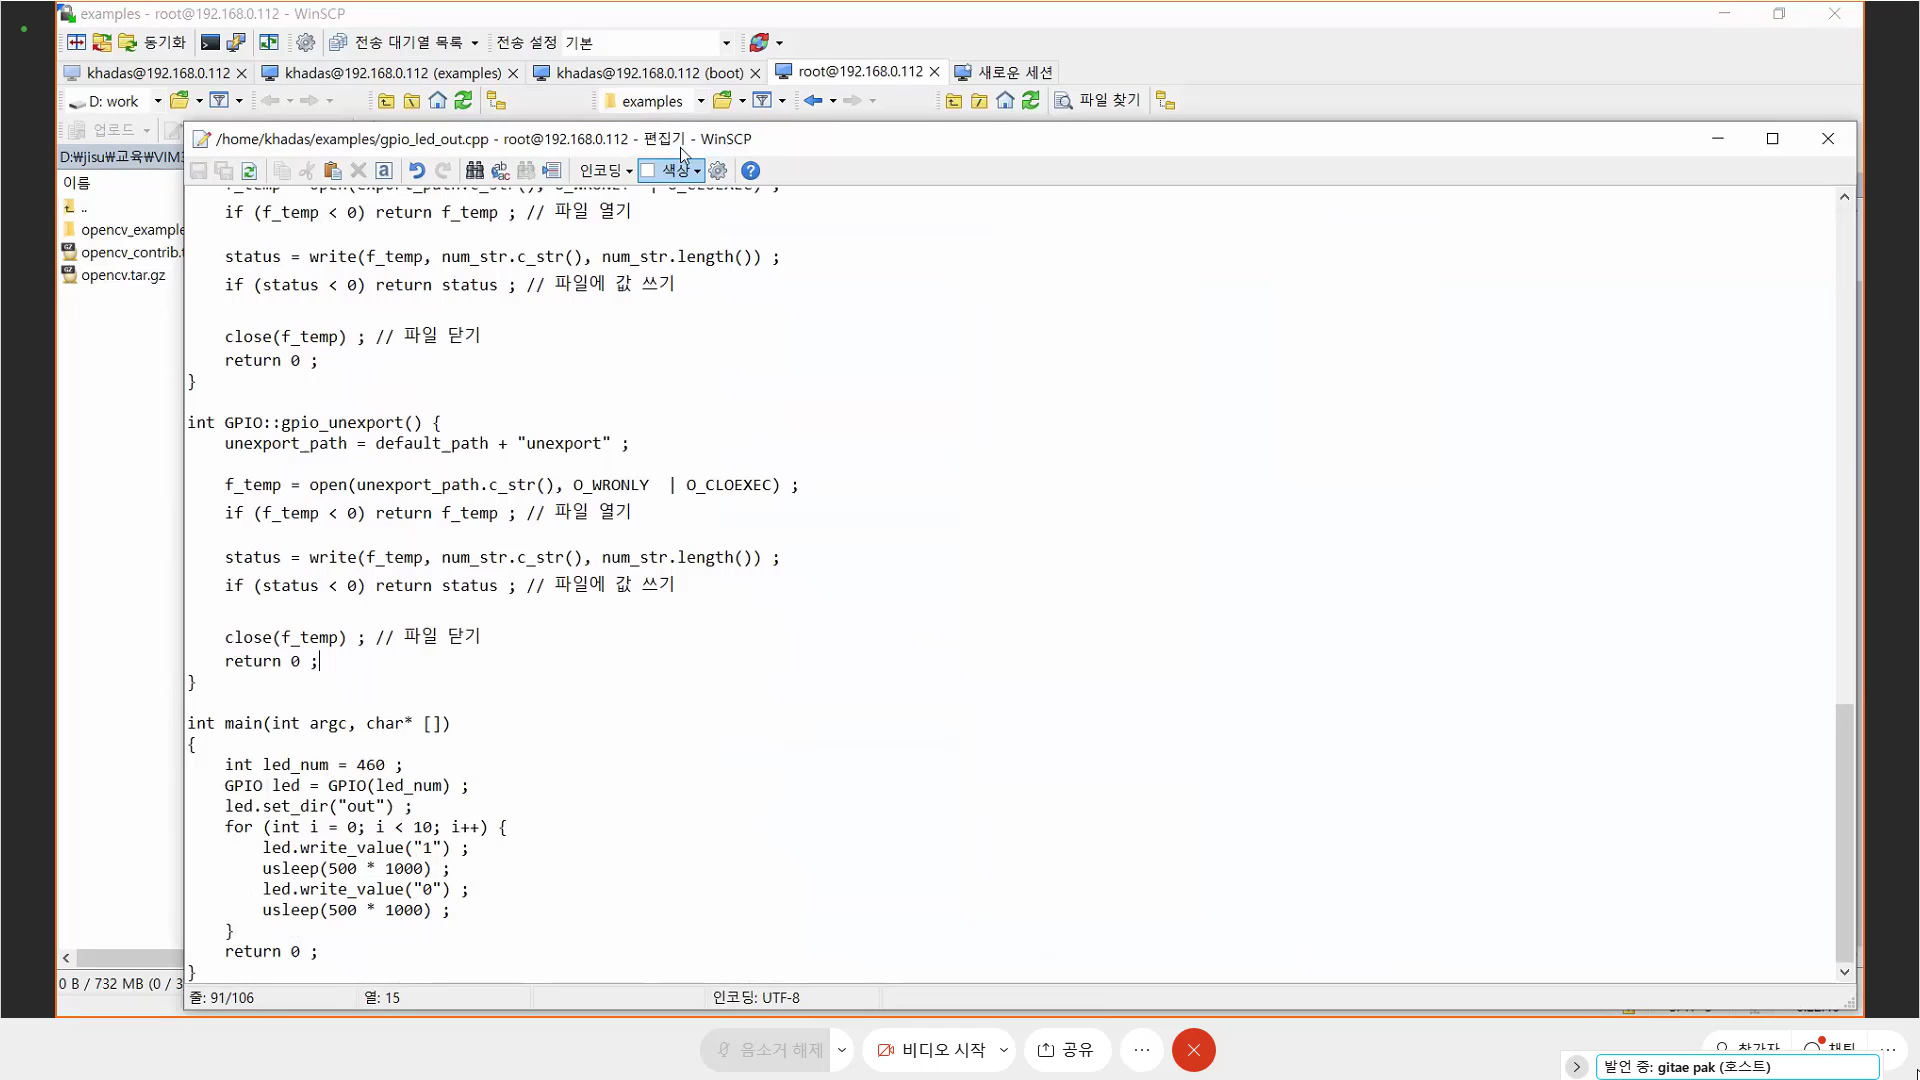 examples - root@192.168.0.112 - WinSCP
동기화 전송 대기열 목록 전송 설정 기본
khadas@192.168.0.112 khadas@192.168.0.112 (examples) khadas@192.168.0.112 (boot) root@192.168.0.112 새로운 세션
D: work examples 파일 찾기
업로드
/home/khadas/examples/gpio_led_out.cpp - root@192.168.0.112 - 편집기 - WinSCP
인코딩 색상
D:₩jisu₩교육₩VIM3
이름
..
opencv_example
opencv_contrib.t
opencv.tar.gz
f_temp = open(export_path.c_str(), O_WRONLY  | O_CLOEXEC) ;
if (f_temp < 0) return f_temp ; // 파일 열기
status = write(f_temp, num_str.c_str(), num_str.length()) ;
if (status < 0) return status ; // 파일에 값 쓰기
close(f_temp) ; // 파일 닫기
return 0 ;
}
int GPIO::gpio_unexport() {
unexport_path = default_path + "unexport" ;
f_temp = open(unexport_path.c_str(), O_WRONLY  | O_CLOEXEC) ;
if (f_temp < 0) return f_temp ; // 파일 열기
status = write(f_temp, num_str.c_str(), num_str.length()) ;
if (status < 0) return status ; // 파일에 값 쓰기
close(f_temp) ; // 파일 닫기
return 0 ;
}
int main(int argc, char* [])
{
int led_num = 460 ;
GPIO led = GPIO(led_num) ;
led.set_dir("out") ;
for (int i = 0; i < 10; i++) {
led.write_value("1") ;
usleep(500 * 1000) ;
led.write_value("0") ;
usleep(500 * 1000) ;
}
return 0 ;
}
0 B / 732 MB (0 / 3
줄: 91/106 열: 15 인코딩: UTF-8
음소거 해제 비디오 시작 공유 참가자 채팅
발언 중: gitae pak (호스트)